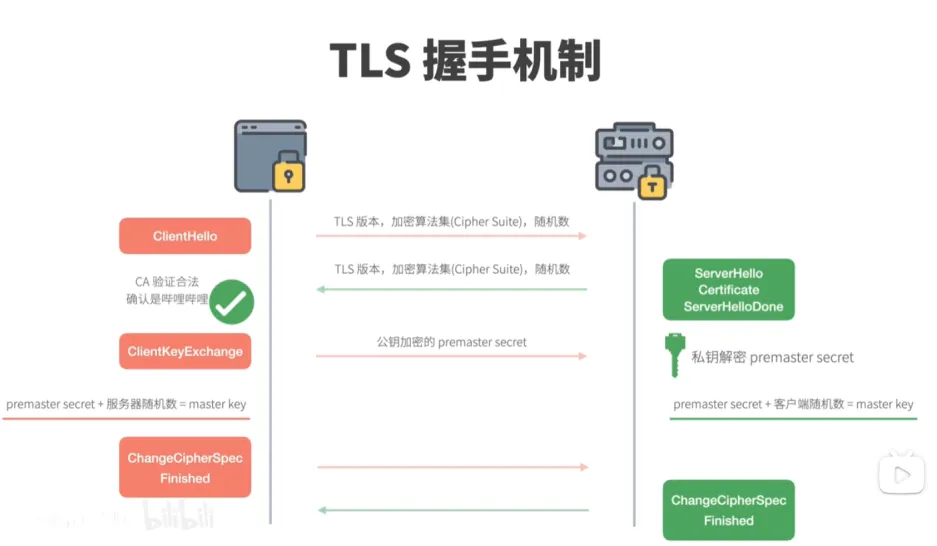 TLS 握手机制
TLS 版本，加密算法集(Cipher Suite)，随机数
ClientHello
TLS 版本，加密算法集(Cipher Suite)，随机数
CA 验证合法
确认是哔哩哔哩
ServerHello
Certificate
ServerHelloDone
ClientKeyExchange
公钥加密的 premaster secret
私钥解密 premaster secret
premaster secret + 服务器随机数 = master key
premaster secret + 客户端随机数 = master key
ChangeCipherSpec
Finished
ChangeCipherSpec
Finished
bilibili